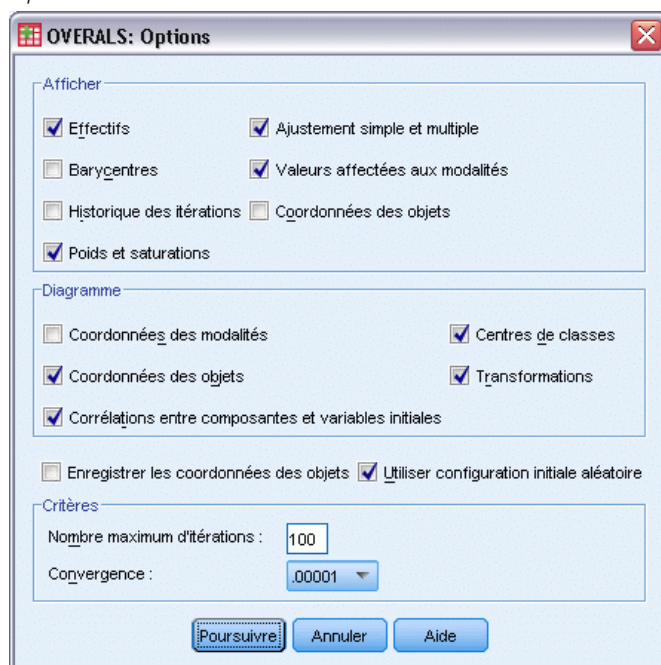 OVERALS: Options
Afficher
Effectifs
Ajustement simple et multiple
Barycentres
Valeurs affectées aux modalités
Historique des itérations
Coordonnées des objets
Poids et saturations
Diagramme
Coordonnées des modalités
Centres de classes
Coordonnées des objets
Transformations
Corrélations entre composantes et variables initiales
Enregistrer les coordonnées des objets
Utiliser configuration initiale aléatoire
Critères
Nombre maximum d'itérations : 100
Convergence : .00001
Poursuivre
Annuler
Aide